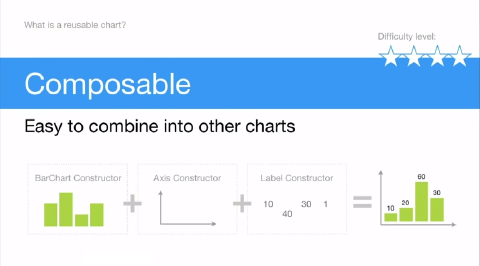 What is a reusable chart?
Difficulty level:
Composable
Easy to combine into other charts
BarChart Constructor
Axis Constructor
Label Constructor
10 40 30 1
10 20 60 30